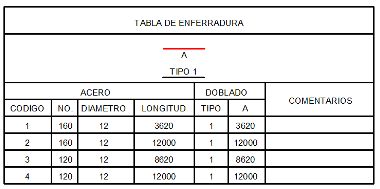 TABLA DE ENFERRADURA
A
TIPO 1
ACERO DOBLADO COMENTARIOS
CODIGO NO DIAMETRO LONGITUD TIPO A
1 160 12 3620 1 3620
2 160 12 12000 1 12000
3 120 12 8620 1 8620
4 120 12 12000 1 12000